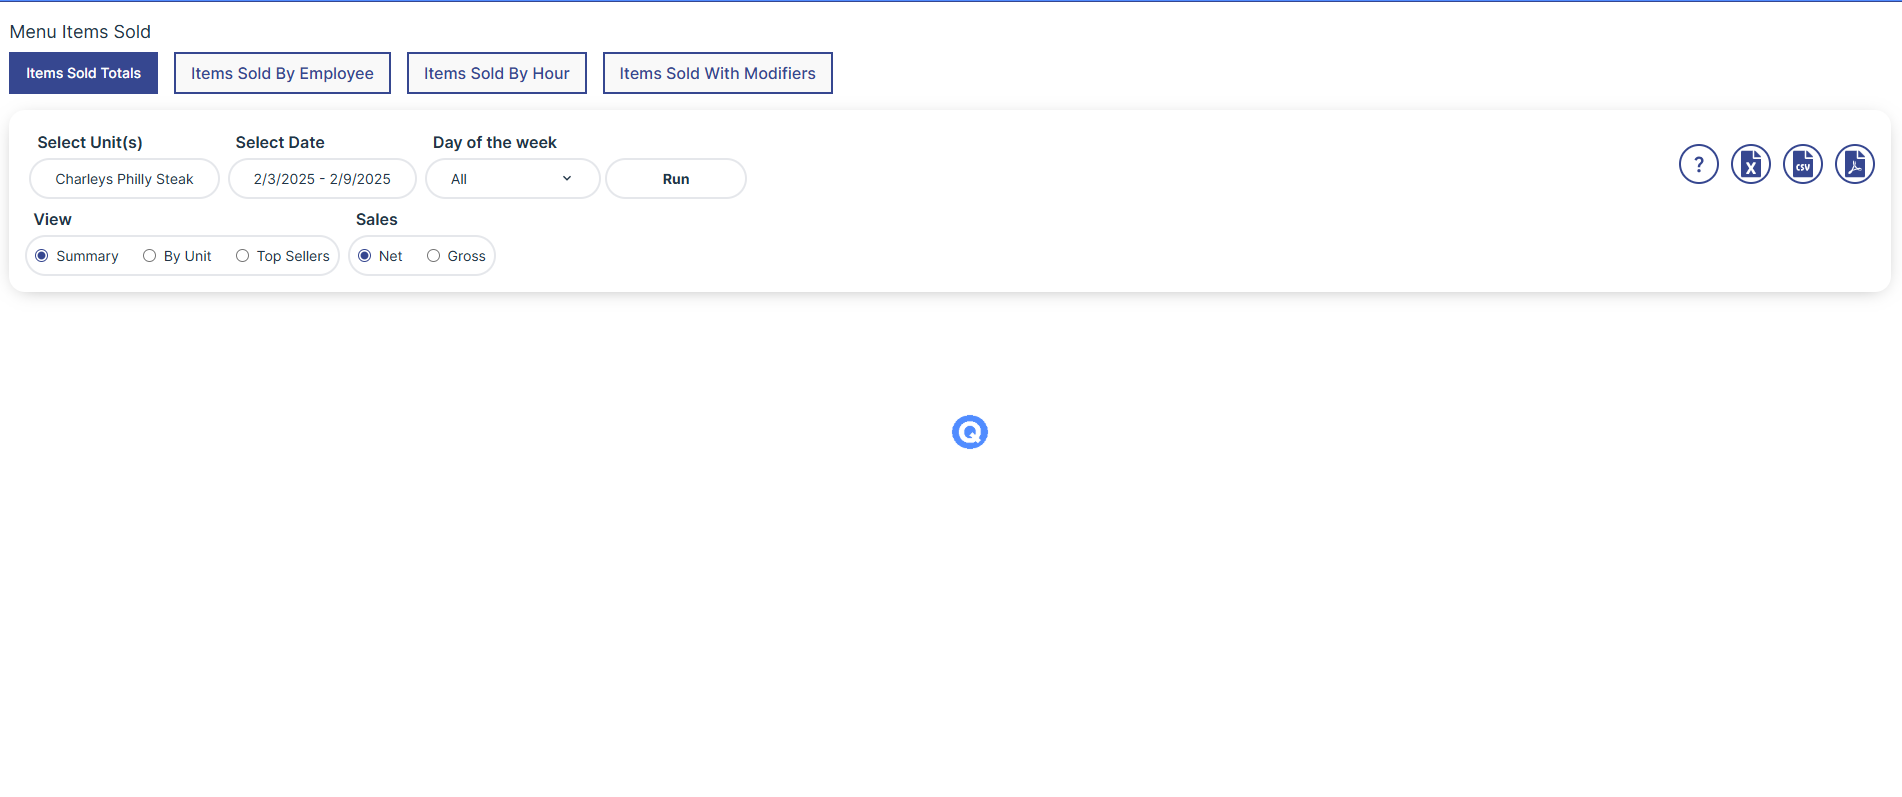 Menu Items Sold
Items Sold Totals
Items Sold By Employee
Items Sold By Hour
Items Sold With Modifiers
Select Unit(s)
Select Date
Day of the week
Charleys Philly Steak
2/3/2025 - 2/9/2025
All
Run
?
X
CSV
View
Sales
Summary
By Unit
Top Sellers
Net
Gross
Q